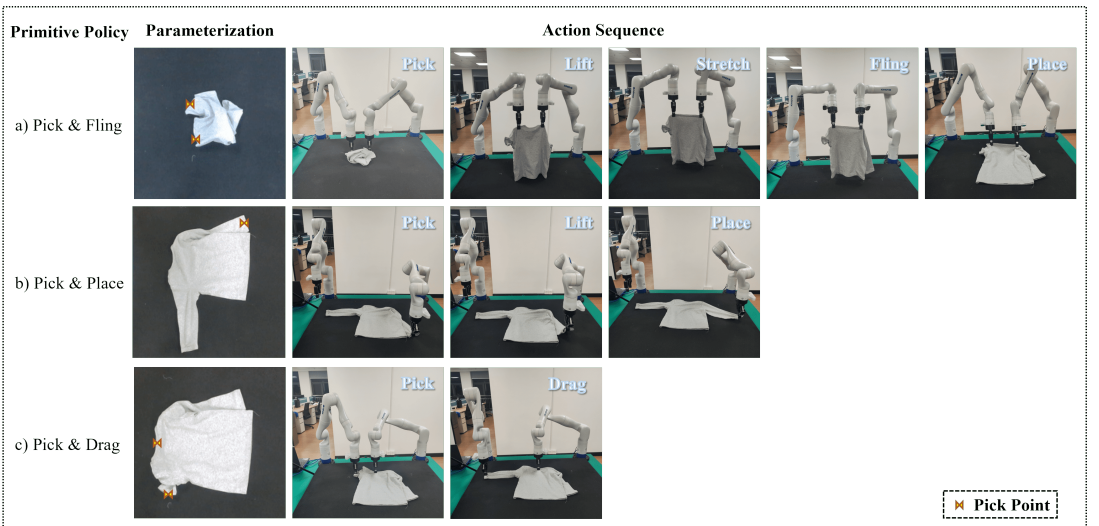 Primitive Policy Parameterization Action Sequence
a) Pick & Fling
Pick
Lift
Stretch
Fling
Place
b) Pick & Place
Pick
Lift
Place
c) Pick & Drag
Pick
Drag
Pick Point